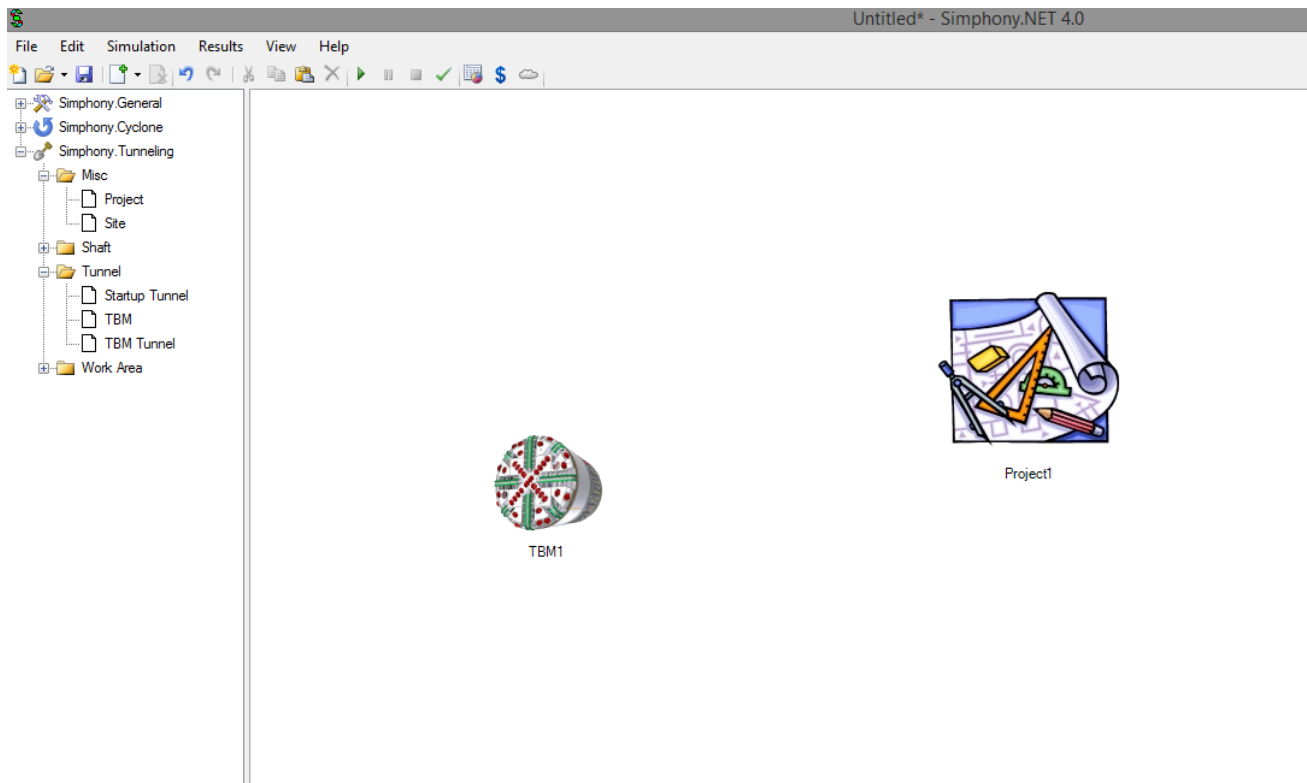 Untitled* - Simphony.NET 4.0
File Edit Simulation Results View Help
Simphony.General
Simphony.Cyclone
Simphony.Tunneling
Misc
Project
Site
Shaft
Tunnel
Startup Tunnel
TBM
TBM Tunnel
Work Area
Project1
TBM1